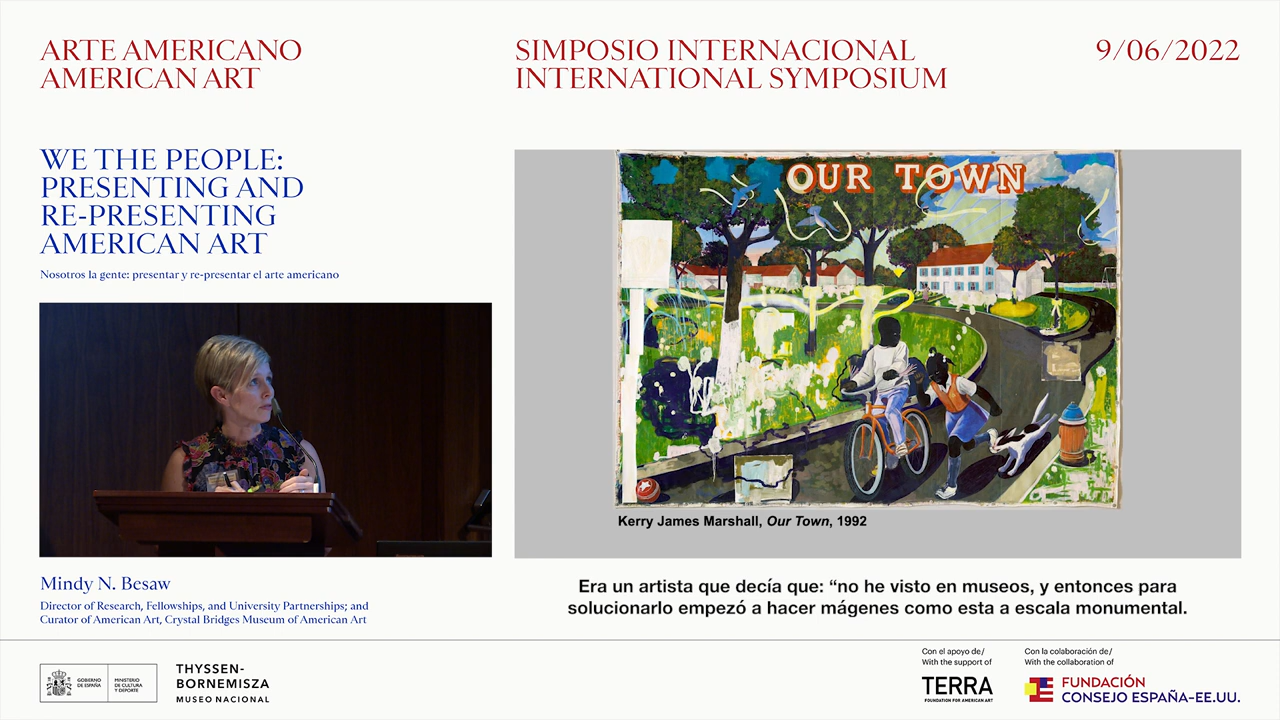 ARTE AMERICANO
AMERICAN ART
SIMPOSIO INTERNACIONAL
INTERNATIONAL SYMPOSIUM
9/06/2022
WE THE PEOPLE:
PRESENTING AND
RE-PRESENTING
AMERICAN ART
Nosotros la gente: presentar y re-presentar el arte americano
OUR TOWN
Kerry James Marshall, Our Town, 1992
Mindy N. Besaw
Director of Research, Fellowships, and University Partnerships; and
Curator of American Art, Crystal Bridges Museum of American Art
Era un artista que decía que: “no he visto en museos, y entonces para
solucionarlo empezó a hacer mágenes como esta a escala monumental.
GOBIERNO
DE ESPAÑA
MINISTERIO
DE CULTURA
Y DEPORTE
THYSSEN-
BORNEMISZA
MUSEO NACIONAL
Con el apoyo de/
With the support of
TERRA
FOUNDATION FOR AMERICAN ART
Con la colaboración de/
With the collaboration of
FUNDACIÓN
CONSEJO ESPAÑA-EE.UU.